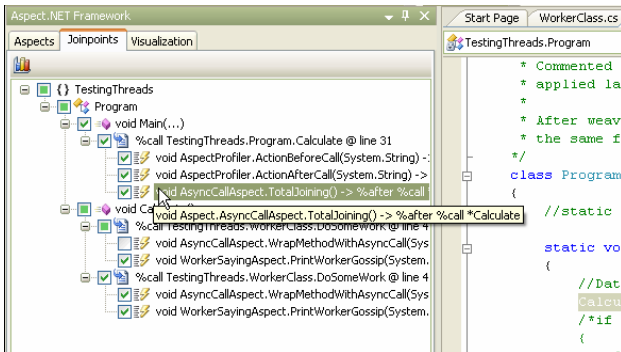 Aspect.NET Framework
Aspects Joinpoints Visualization
{} TestingThreads
Program
void Main(...)
%call TestingThreads.Program.Calculate @ line 31
void AspectProfiler.ActionBeforeCall(System.String) -
void AspectProfiler.ActionAfterCall(System.String) ->
void AsyncCallAspect.TotalJoining() -> %after %call
void Ca
void Aspect.AsyncCallAspect.TotalJoining() -> %after %call *Calculate
%call TestingThreads.WorkerClass.DoSomeWork @ line 4
void AsyncCallAspect.WrapMethodWithAsyncCall(Sys
void WorkerSayingAspect.PrintWorkerGossip(System.
%call TestingThreads.WorkerClass.DoSomeWork @ line 4
void AsyncCallAspect.WrapMethodWithAsyncCall(Sys
void WorkerSayingAspect.PrintWorkerGossip(System.
Start Page WorkerClass.cs
TestingThreads.Program
* Commented
* applied la
*
* After weav
* the same f
*/
class Program
{
//static
static vo
{
//Dat
Calcu
/*if
{